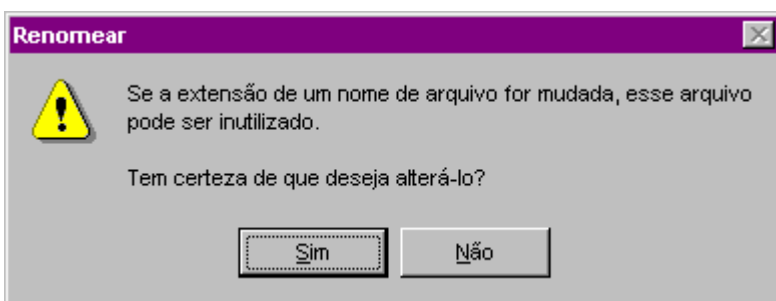 Renomear
Se a extensão de um nome de arquivo for mudada, esse arquivo
pode ser inutilizado.
Tem certeza de que deseja alterá-lo?
Sim
Não